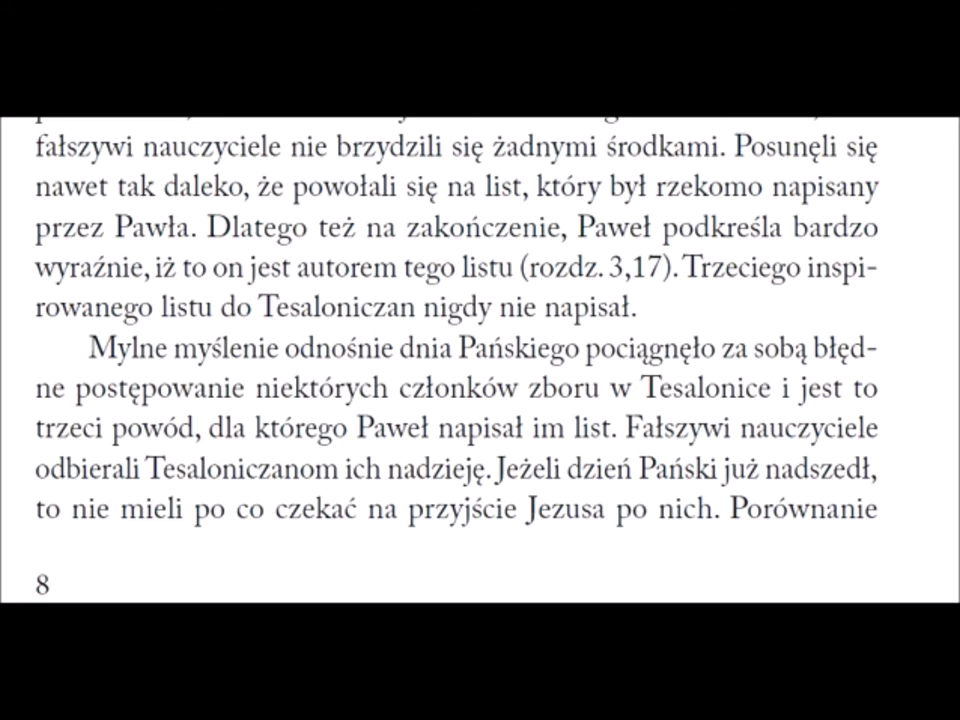 fałszywi nauczyciele nie brzydzili się żadnymi środkami. Posunęli się
nawet tak daleko, że powołali się na list, który był rzekomo napisany
przez Pawła. Dlatego też na zakończenie, Paweł podkreśla bardzo
wyraźnie, iż to on jest autorem tego listu (rozdz. 3,17). Trzeciego inspi-
rowanego listu do Tesaloniczan nigdy nie napisał.
Mylne myślenie odnośnie dnia Pańskiego pociągnęło za sobą błęd-
ne postępowanie niektórych członków zboru w Tesalonice i jest to
trzeci powód, dla którego Paweł napisał im list. Fałszywi nauczyciele
odbierali Tesaloniczanom ich nadzieję. Jeżeli dzień Pański już nadszedł,
to nie mieli po co czekać na przyjście Jezusa po nich. Porównanie
8